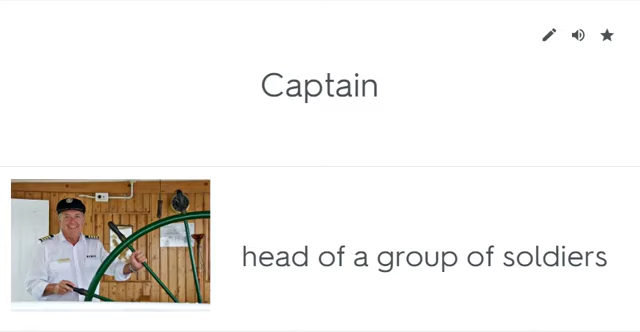 Captain
head of a group of soldiers